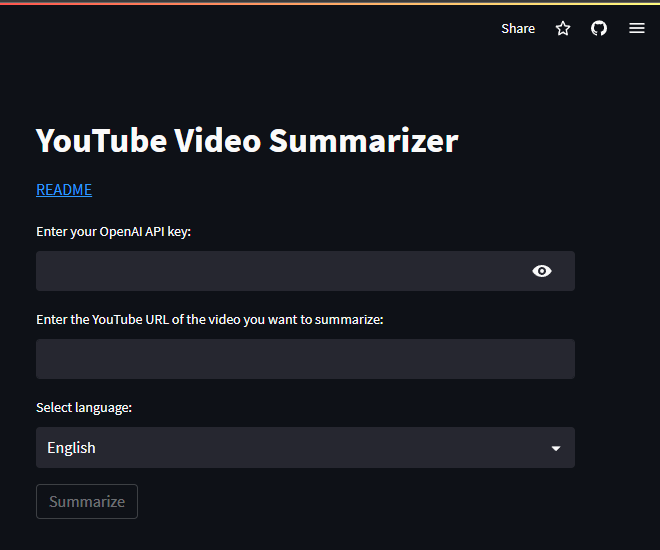 Share
YouTube Video Summarizer
README
Enter your OpenAI API key:
Enter the YouTube URL of the video you want to summarize:
Select language:
English
Summarize